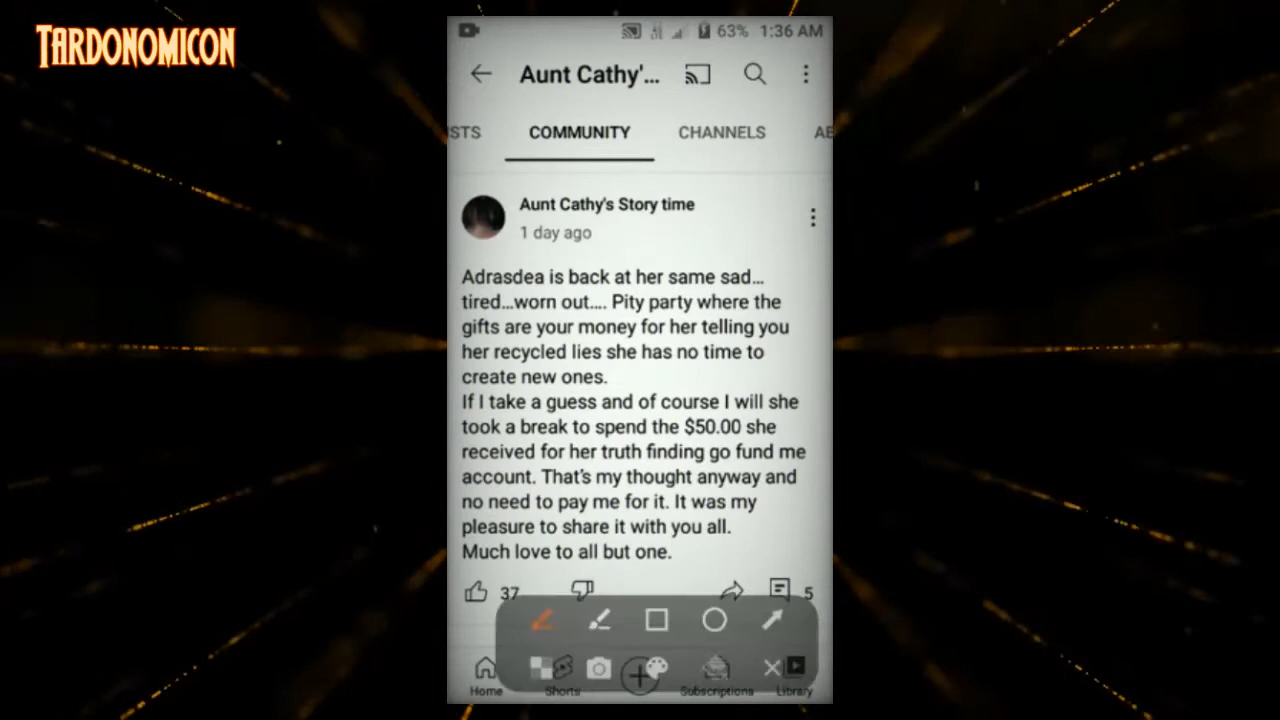 TARDONOMICON
63% 1:36 AM
Aunt Cathy'...
STS COMMUNITY CHANNELS AB
Aunt Cathy's Story time
1 day ago
Adrasdea is back at her same sad...
tired...worn out.... Pity party where the
gifts are your money for her telling you
her recycled lies she has no time to
create new ones.
If I take a guess and of course I will she
took a break to spend the $50.00 she
received for her truth finding go fund me
account. That's my thought anyway and
no need to pay me for it. It was my
pleasure to share it with you all.
Much love to all but one.
37 5
Home Shorts Subscriptions Library